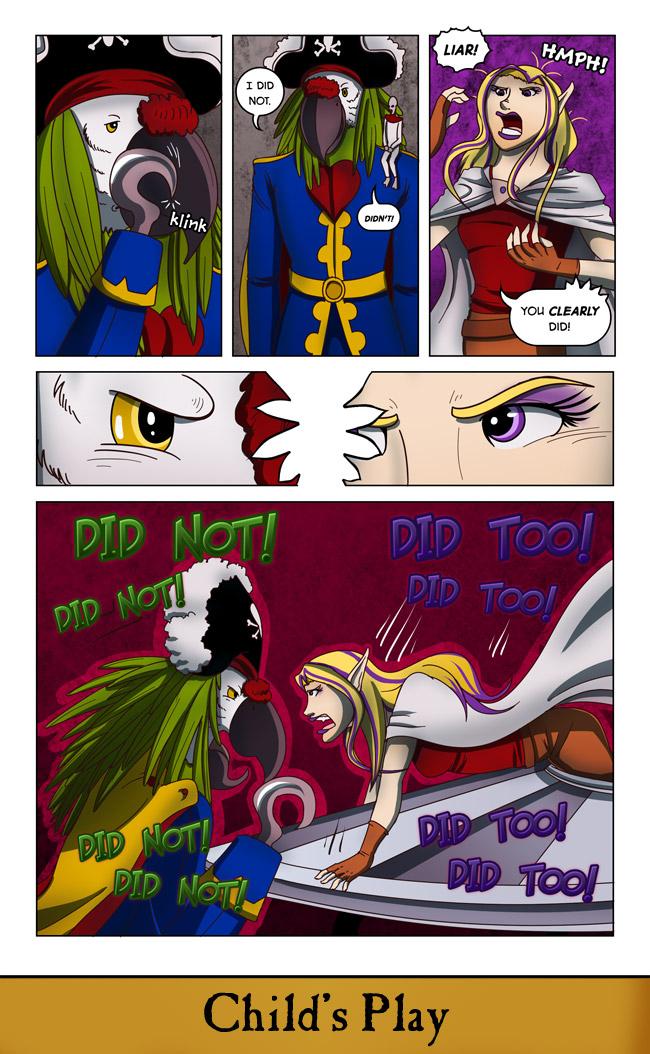 klink
I DID
NOT.
DIDN'T!
LIAR!
HMPH!
YOU CLEARLY
DID!
DID NOT!
DID TOO!
DID NOT!
DID TOO!
DID NOT!
DID NOT!
DID TOO!
DID TOO!
Child's Play